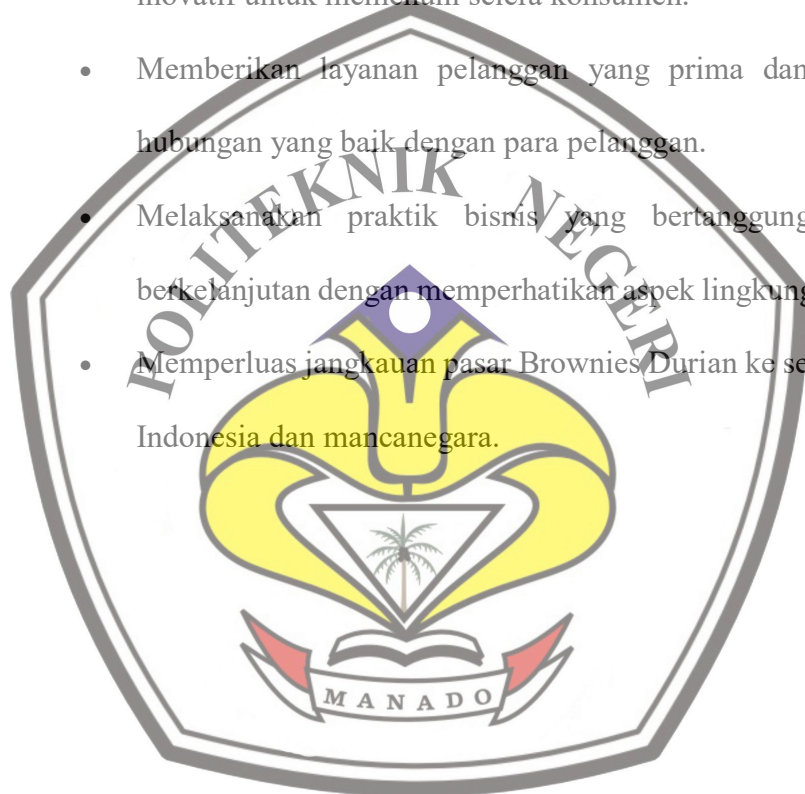 inovatif untuk memenuhi selera konsumen.
• Memberikan layanan pelanggan yang prima dan
hubungan yang baik dengan para pelanggan.
• Melaksanakan praktik bisnis yang bertanggung
berkelanjutan dengan memperhatikan aspek
• Memperluas jangkauan pasar Brownies Durian ke
Indonesia dan mancanegara.
POLITEKNIK NEGERI
MANADO